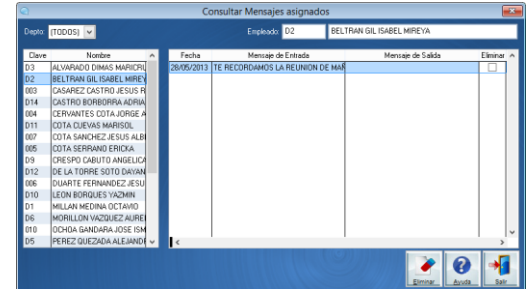 Consultar Mensajes asignados
Depto: (TODOS) Empleado: D2 BELTRAN GIL ISABEL MIREYA
Clave Nombre Fecha Mensaje de Entrada Mensaje de Salida Eliminar
D3 ALVARADO DIMAS MARICRU
D2 BELTRAN GIL ISABEL MIREY 28/05/2013 TE RECORDAMOS LA REUNION DE MAÑ
003 CASAREZ CASTRO JESUS R
D14 CASTRO BORBORRA ADRIA
004 CERVANTES COTA JORGE A
D11 COTA CUEVAS MARISOL
007 COTA SANCHEZ JESUS ALB
005 COTA SERRANO ERICKA
D9 CRESPO CABUTO ANGELICA
D12 DE LA TORRE SOTO DAYAN
006 DUARTE FERNANDEZ JESU
D10 LEON BORQUES YAZMIN
D1 MILLAN MEDINA OCTAVIO
D6 MORILLON VAZQUEZ AUREI
010 OCHOA GANDARA JOSE ISM
D5 PEREZ QUEZADA ALEJAND
Eliminar Ayuda Salir